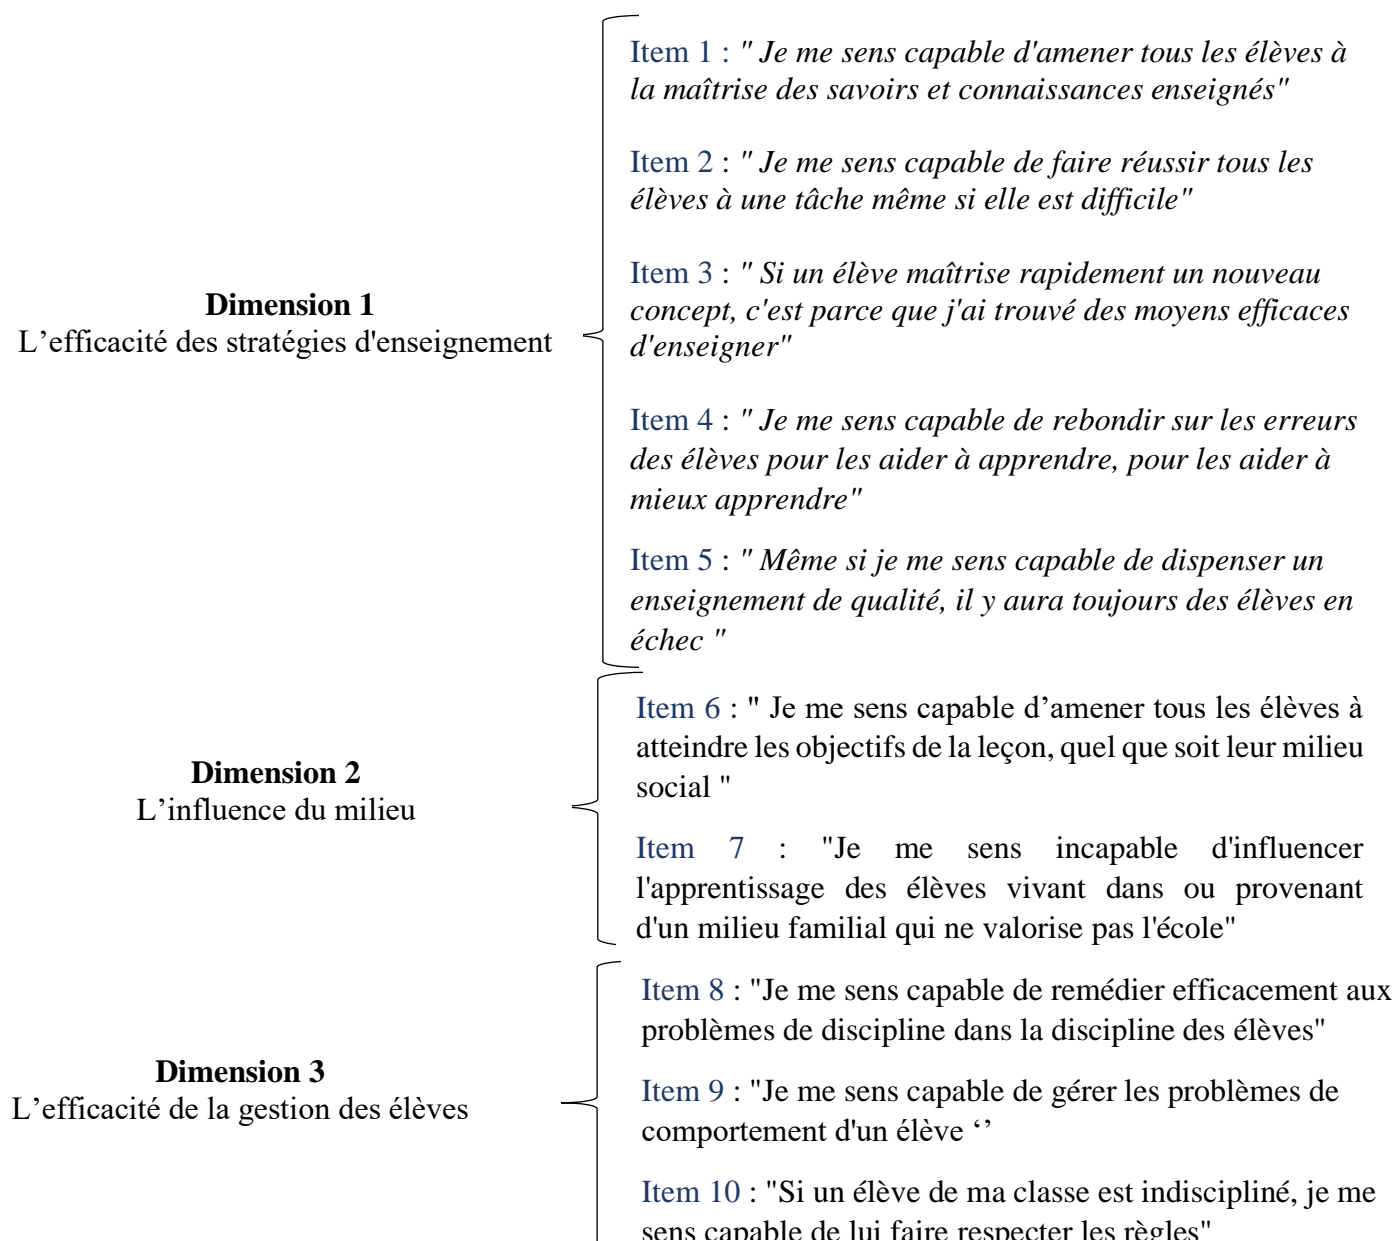 Dimension 1
L’efficacité des stratégies d'enseignement
Item 1 : " Je me sens capable d'amener tous les élèves à
la maîtrise des savoirs et connaissances enseignés"
Item 2 : " Je me sens capable de faire réussir tous les
élèves à une tâche même si elle est difficile"
Item 3 : " Si un élève maîtrise rapidement un nouveau
concept, c'est parce que j'ai trouvé des moyens efficaces
d'enseigner"
Item 4 : " Je me sens capable de rebondir sur les erreurs
des élèves pour les aider à apprendre, pour les aider à
mieux apprendre"
Item 5 : " Même si je me sens capable de dispenser un
enseignement de qualité, il y aura toujours des élèves en
échec "
Dimension 2
L’influence du milieu
Item 6 : " Je me sens capable d’amener tous les élèves à
atteindre les objectifs de la leçon, quel que soit leur milieu
social "
Item 7 : "Je me sens incapable d'influencer
l'apprentissage des élèves vivant dans ou provenant
d'un milieu familial qui ne valorise pas l'école"
Dimension 3
L’efficacité de la gestion des élèves
Item 8 : "Je me sens capable de remédier efficacement aux
problèmes de discipline dans la discipline des élèves"
Item 9 : "Je me sens capable de gérer les problèmes de
comportement d'un élève ‘’
Item 10 : "Si un élève de ma classe est indiscipliné, je me
sens capable de lui faire respecter les règles"